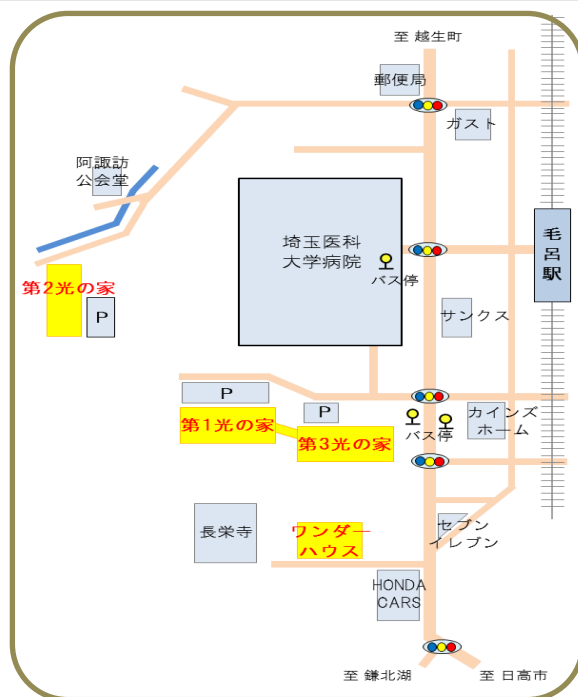 至 越生町
郵便局
ガスト
阿諏訪
公会堂
埼玉医科
大学病院
毛呂駅
バス停
第2光の家
P
サンクス
P
P
カインズ
ホーム
バス停
第1光の家
第3光の家
長栄寺
ワンダー
ハウス
セブン
イレブン
HONDA
CARS
至 鎌北湖
至 日高市